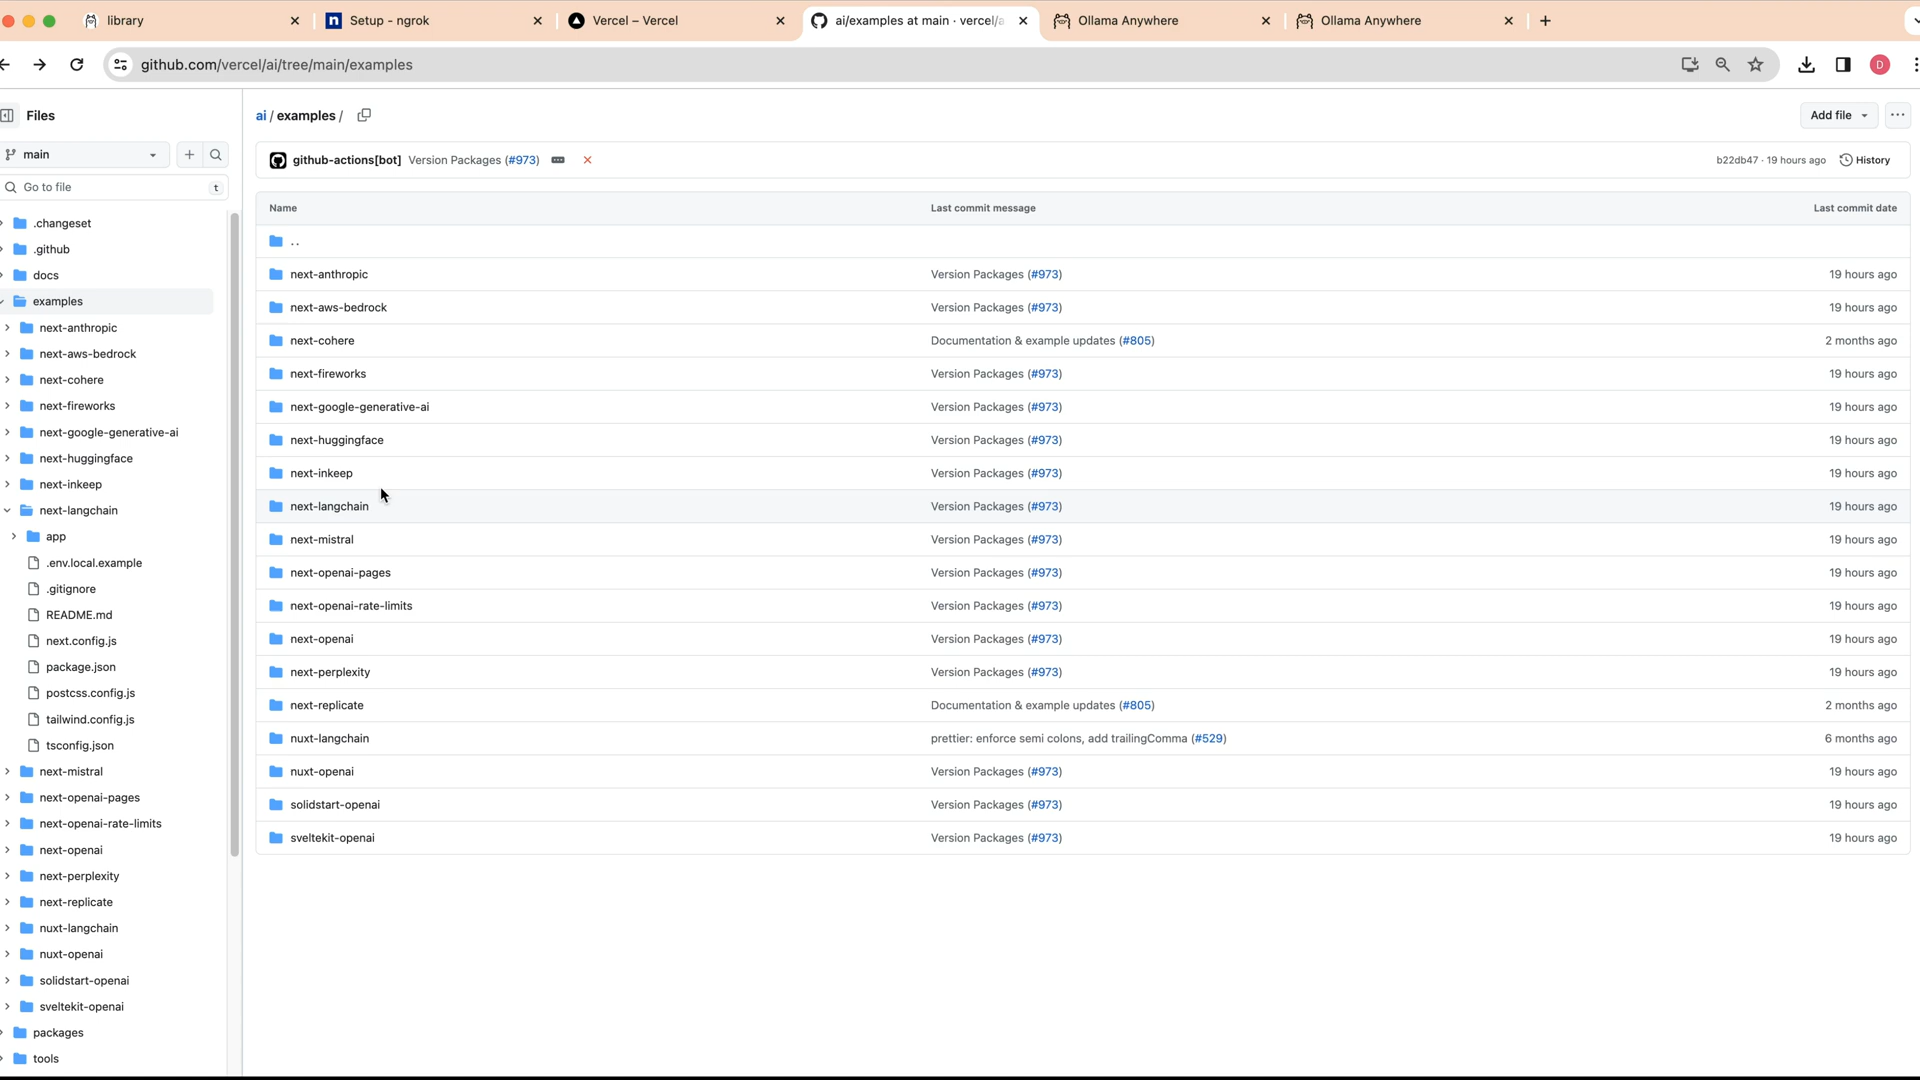 library
Setup - ngrok
Vercel – Vercel
ai/examples at main · vercel/a
Ollama Anywhere
Ollama Anywhere
github.com/vercel/ai/tree/main/examples
D
Files
main
Go to file
t
.changeset
.github
docs
examples
next-anthropic
next-aws-bedrock
next-cohere
next-fireworks
next-google-generative-ai
next-huggingface
next-inkeep
next-langchain
app
.env.local.example
.gitignore
README.md
next.config.js
package.json
postcss.config.js
tailwind.config.js
tsconfig.json
next-mistral
next-openai-pages
next-openai-rate-limits
next-openai
next-perplexity
next-replicate
nuxt-langchain
nuxt-openai
solidstart-openai
sveltekit-openai
packages
tools
ai / examples /
Add file
github-actions[bot] Version Packages (#973)
b22db47 · 19 hours ago History
Name Last commit message Last commit date
..
next-anthropic Version Packages (#973) 19 hours ago
next-aws-bedrock Version Packages (#973) 19 hours ago
next-cohere Documentation & example updates (#805) 2 months ago
next-fireworks Version Packages (#973) 19 hours ago
next-google-generative-ai Version Packages (#973) 19 hours ago
next-huggingface Version Packages (#973) 19 hours ago
next-inkeep Version Packages (#973) 19 hours ago
next-langchain Version Packages (#973) 19 hours ago
next-mistral Version Packages (#973) 19 hours ago
next-openai-pages Version Packages (#973) 19 hours ago
next-openai-rate-limits Version Packages (#973) 19 hours ago
next-openai Version Packages (#973) 19 hours ago
next-perplexity Version Packages (#973) 19 hours ago
next-replicate Documentation & example updates (#805) 2 months ago
nuxt-langchain prettier: enforce semi colons, add trailingComma (#529) 6 months ago
nuxt-openai Version Packages (#973) 19 hours ago
solidstart-openai Version Packages (#973) 19 hours ago
sveltekit-openai Version Packages (#973) 19 hours ago